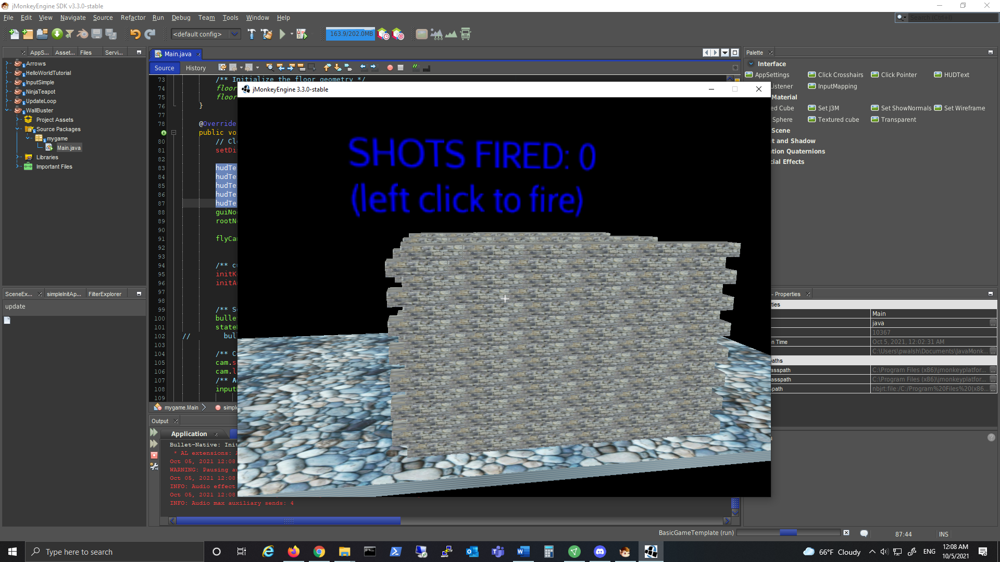 jMonkeyEngine SDK v3.3.0-stable
File Edit View Navigate Source Refactor Run Debug Team Tools Window Help
Search (Ctrl+I)
<default config>
163.9/202.0MB
AppS... Asset... Files Servi...
Arrows
HelloWorldTutorial
InputSimple
NinjaTeapot
UpdateLoop
WallBuster
Project Assets
Source Packages
mygame
Main.java
Libraries
Important Files
SceneEx... simpleInitAp... FilterExplorer
update
Main.java
Source History
73 /** Initialize the floor geometry */
74 floor
75 floor
76 }
77
78 @Override
public vo
80 // Cl
81 setDi
82
83 hudTe
84 hudTe
85 hudTe
86 hudTe
87 hudTe
88 guiNo
89 rootN
90
91 flyCa
92
93
94 /** c
95 initK
96 initA
97
98
99 /** S
100 bulle
101 state
102 // bul
103
104 /** C
105 cam.s
106 cam.l
107 /** A
108 input
109
mygame.Main simple
jMonkeyEngine 3.3.0-stable
SHOTS FIRED: 0
(left click to fire)
Output
Application
Bullet-Native: Init
* AL extensions:
Oct 05, 2021 12:08
WARNING: Pausing au
Oct 05, 2021 12:08
INFO: Audio effect
Oct 05, 2021 12:08
INFO: Audio max auxiliary sends: 4
Palette
Interface
AppSettings Click Crosshairs Click Pointer HUDText
istener InputMapping
Material
ed Cube Set J3M Set ShowNormals Set Wireframe
Sphere Textured cube Transparent
Scene
t and Shadow
tion Quaternions
cial Effects
- Properties
ties
Main
java
10367
n Time Oct 5, 2021, 12:02:31 AM
C:\Users\pwalsh\Documents\JavaMonk...
aths
asspath C:\Program Files (x86)\jmonkeyplatfor...
asspath C:\Program Files (x86)\jmonkeyplatfor...
spath nbjrt:file:/C:/Program%20Files%20(x86...
BasicGameTemplate (run)
87:44 INS
Type here to search
66°F Cloudy
ENG
12:08 AM
10/5/2021